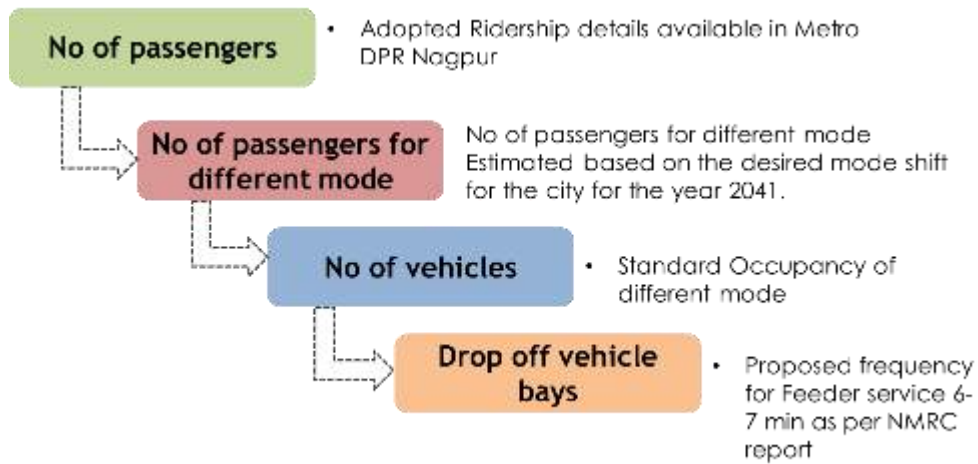 No of passengers
• Adopted Ridership details available in Metro
DPR Nagpur
No of passengers for
different mode
No of passengers for different mode
Estimated based on the desired mode shift
for the city for the year 2041.
No of vehicles
• Standard Occupancy of
different mode
Drop off vehicle
bays
• Proposed frequency
for Feeder service 6-
7 min as per NMRC
report